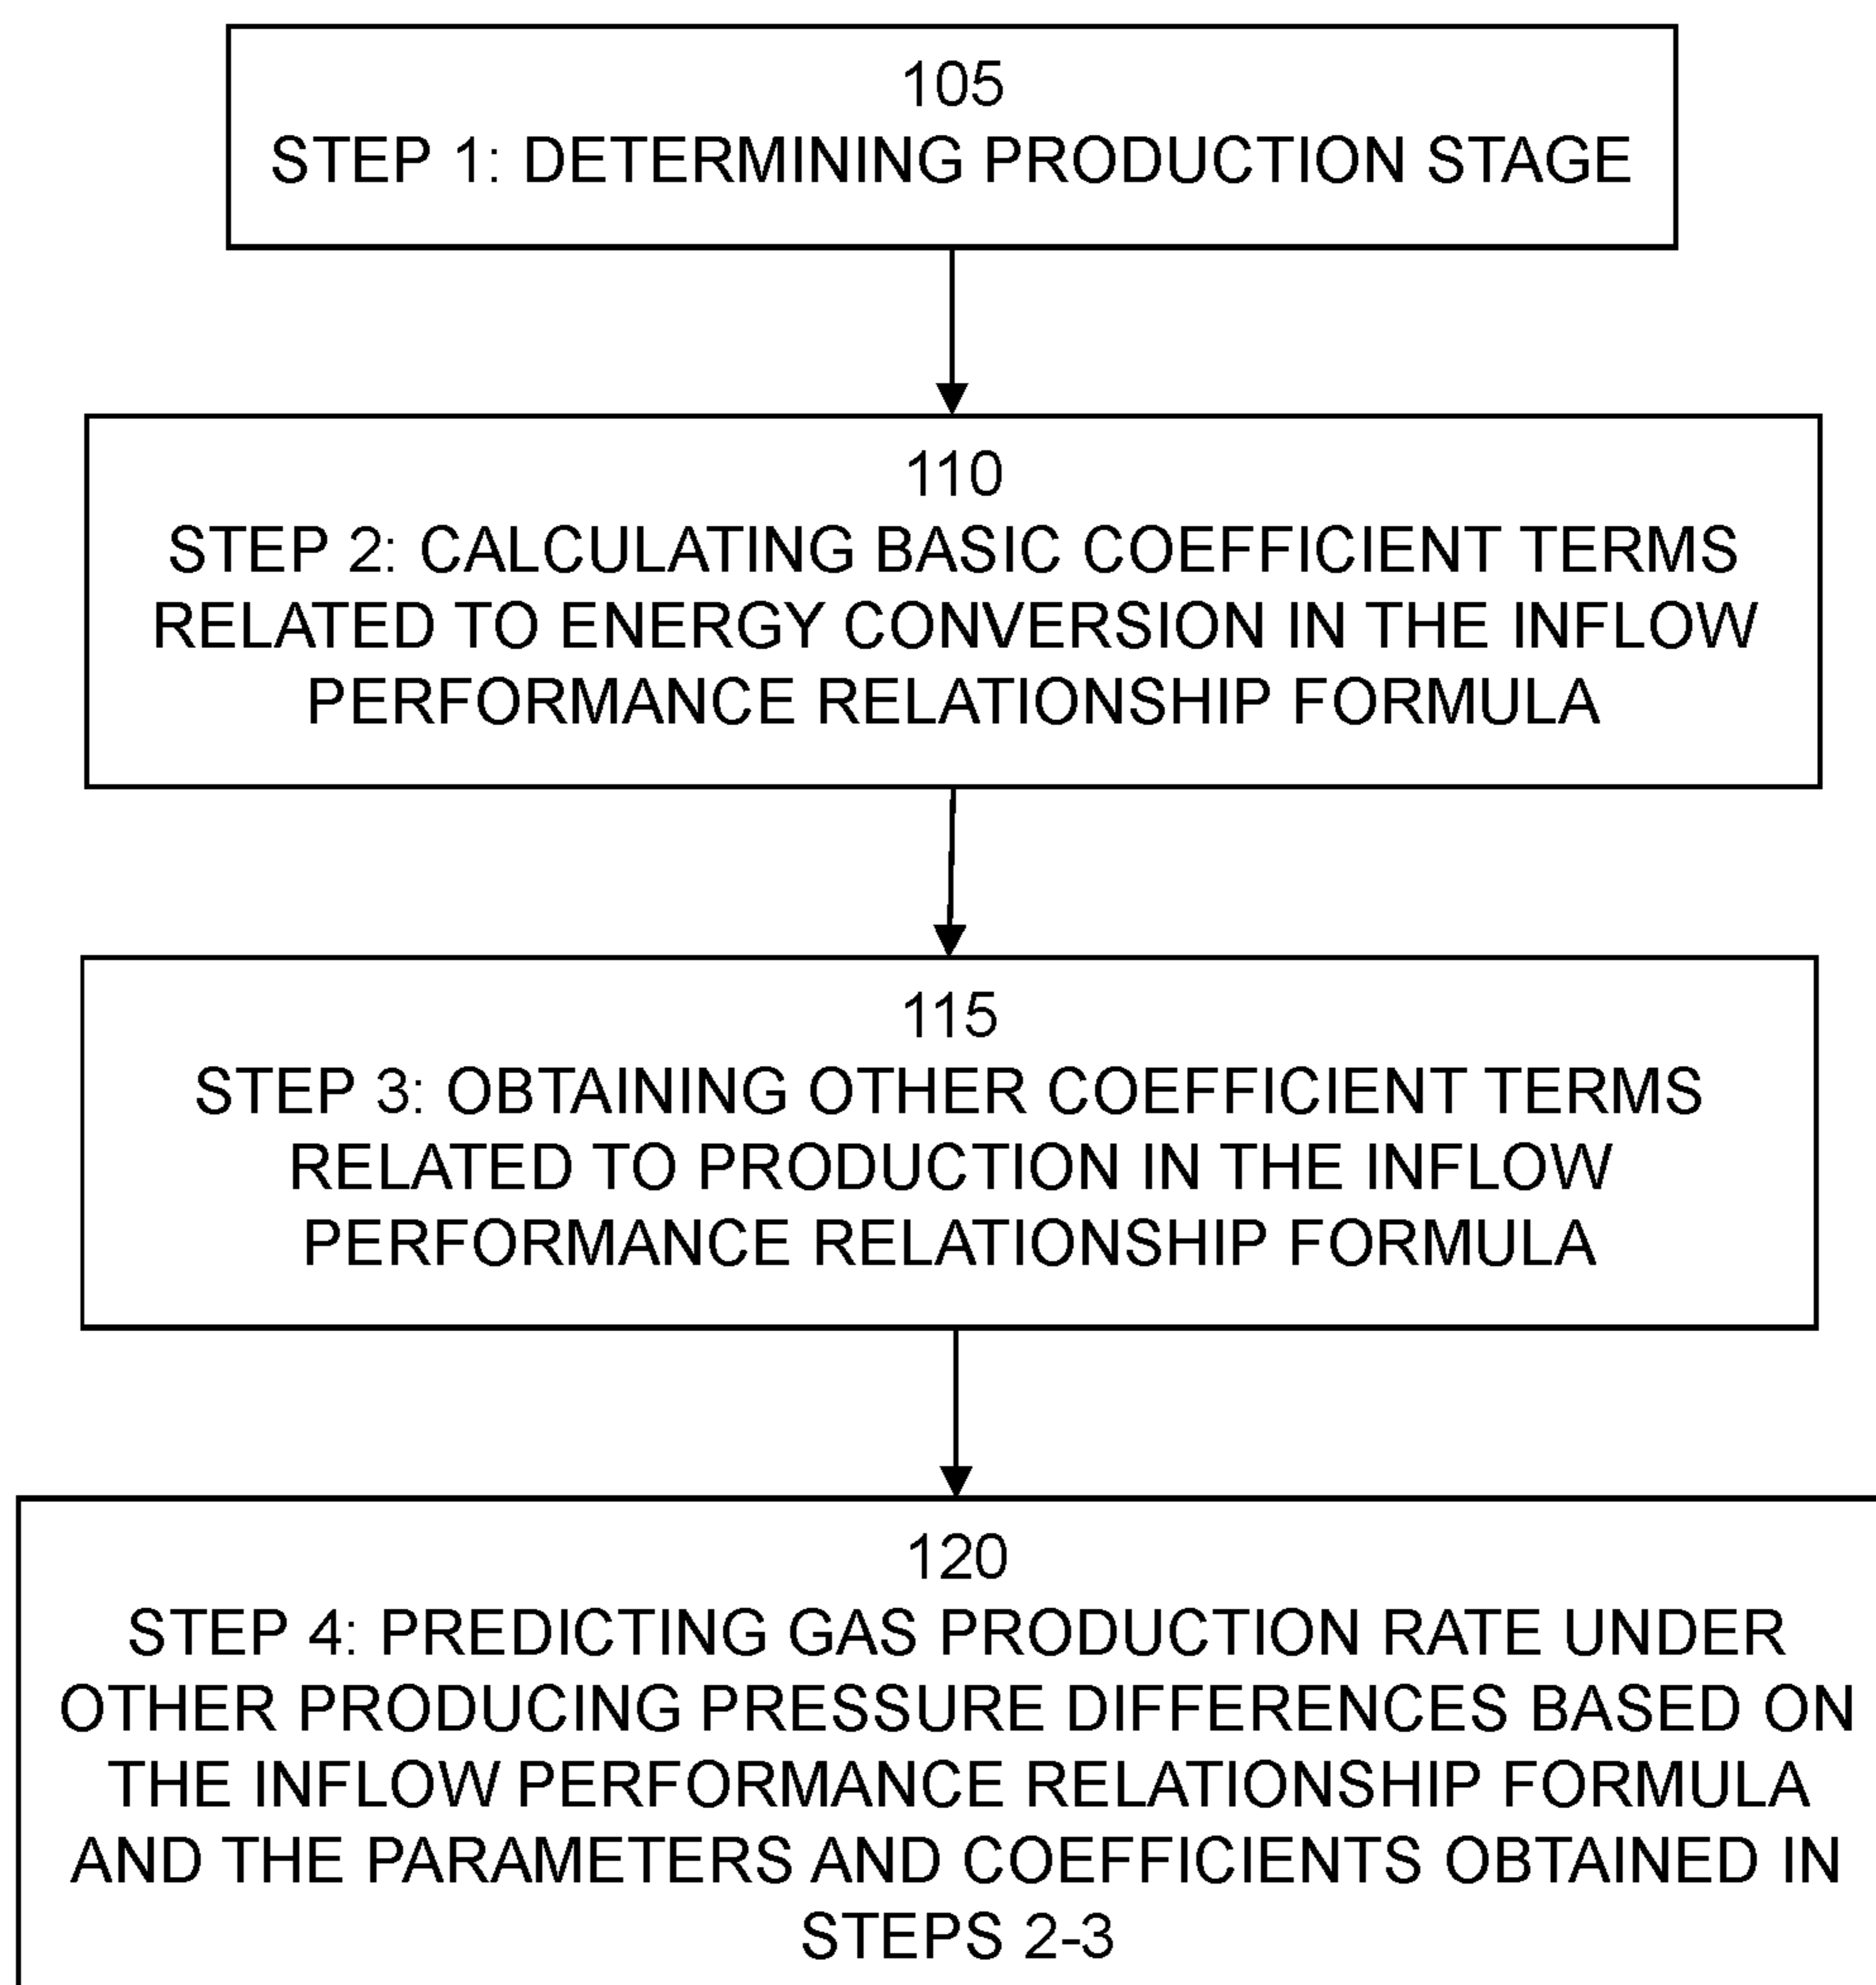 105
STEP 1: DETERMINING PRODUCTION STAGE
110
STEP 2: CALCULATING BASIC COEFFICIENT TERMS
RELATED TO ENERGY CONVERSION IN THE INFLOW
PERFORMANCE RELATIONSHIP FORMULA
115
STEP 3: OBTAINING OTHER COEFFICIENT TERMS
RELATED TO PRODUCTION IN THE INFLOW
PERFORMANCE RELATIONSHIP FORMULA
120
STEP 4: PREDICTING GAS PRODUCTION RATE UNDER
OTHER PRODUCING PRESSURE DIFFERENCES BASED ON
THE INFLOW PERFORMANCE RELATIONSHIP FORMULA
AND THE PARAMETERS AND COEFFICIENTS OBTAINED IN
STEPS 2-3